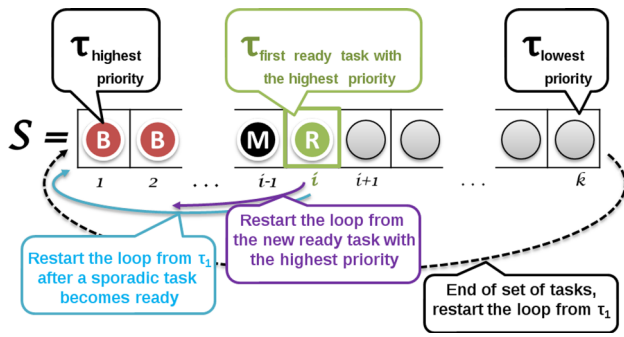 τhighest
priority
τfirst ready task with
the highest priority
τlowest
priority
S =
B B M R
1 2 ... i-1 i i+1 ... k
Restart the loop from τ1
after a sporadic task
becomes ready
Restart the loop from
the new ready task with
the highest priority
End of set of tasks,
restart the loop from τ1